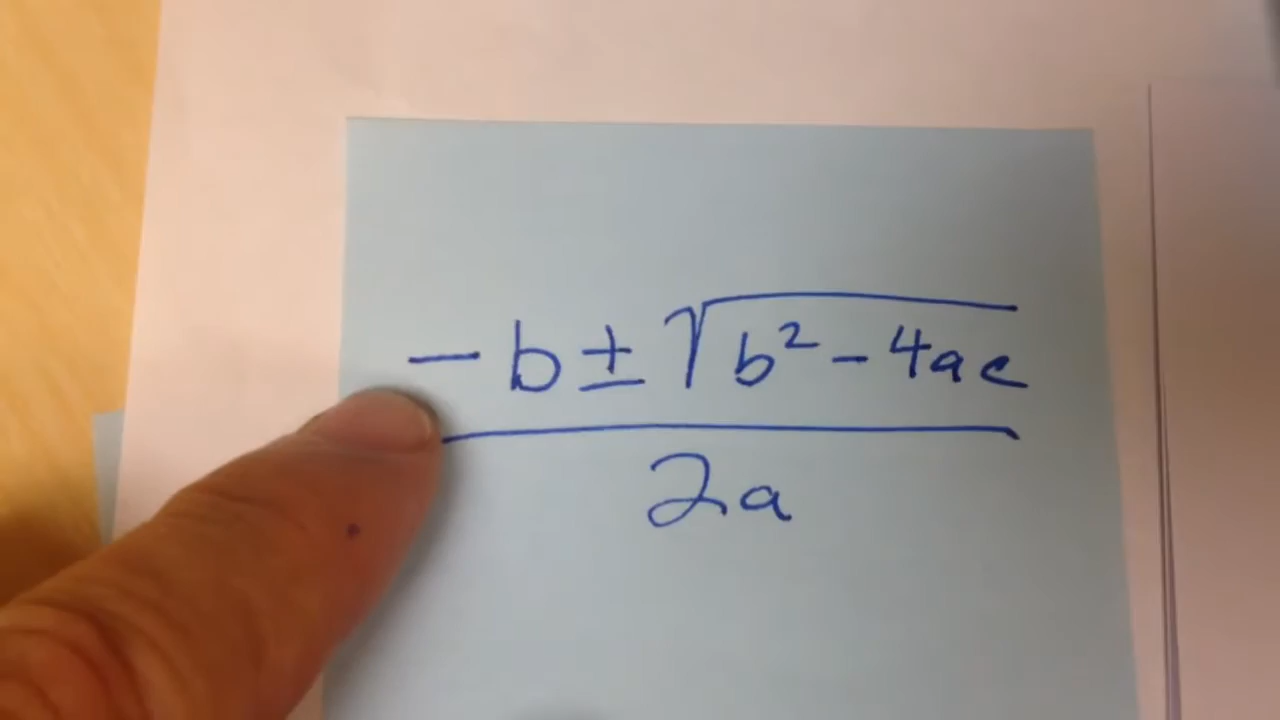 -b ± √b² - 4ac
2a